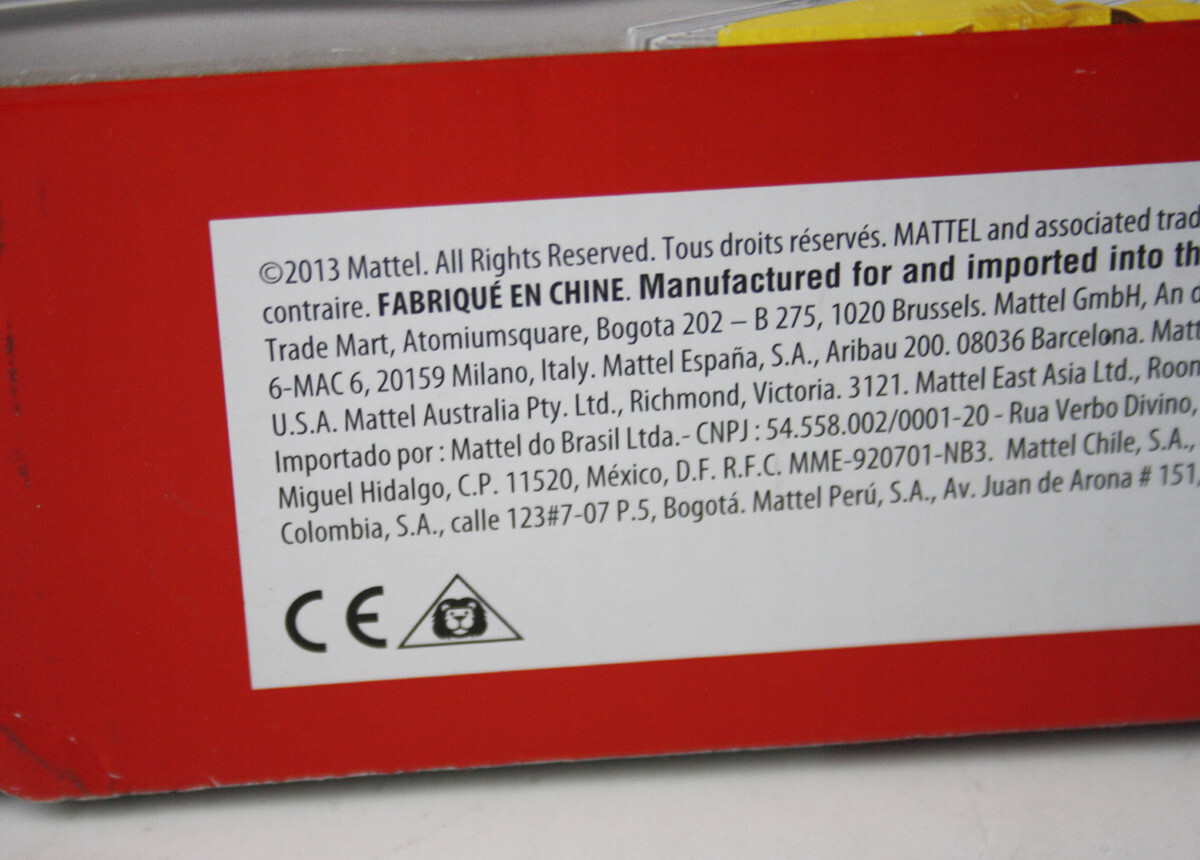 ©2013 Mattel. All Rights Reserved. Tous droits réservés. MATTEL and associated trad
contraire. FABRIQUÉ EN CHINE. Manufactured for and imported into th
Trade Mart, Atomiumsquare, Bogota 202 – B 275, 1020 Brussels. Mattel GmbH, An d
6-MAC 6, 20159 Milano, Italy. Mattel España, S.A., Aribau 200. 08036 Barcelona. Matt
U.S.A. Mattel Australia Pty. Ltd., Richmond, Victoria. 3121. Mattel East Asia Ltd., Room
Importado por : Mattel do Brasil Ltda.- CNPJ : 54.558.002/0001-20 - Rua Verbo Divino,
Miguel Hidalgo, C.P. 11520, México, D.F. R.F.C. MME-920701-NB3. Mattel Chile, S.A.,
Colombia, S.A., calle 123#7-07 P.5, Bogotá. Mattel Perú, S.A., Av. Juan de Arona # 151,
CE